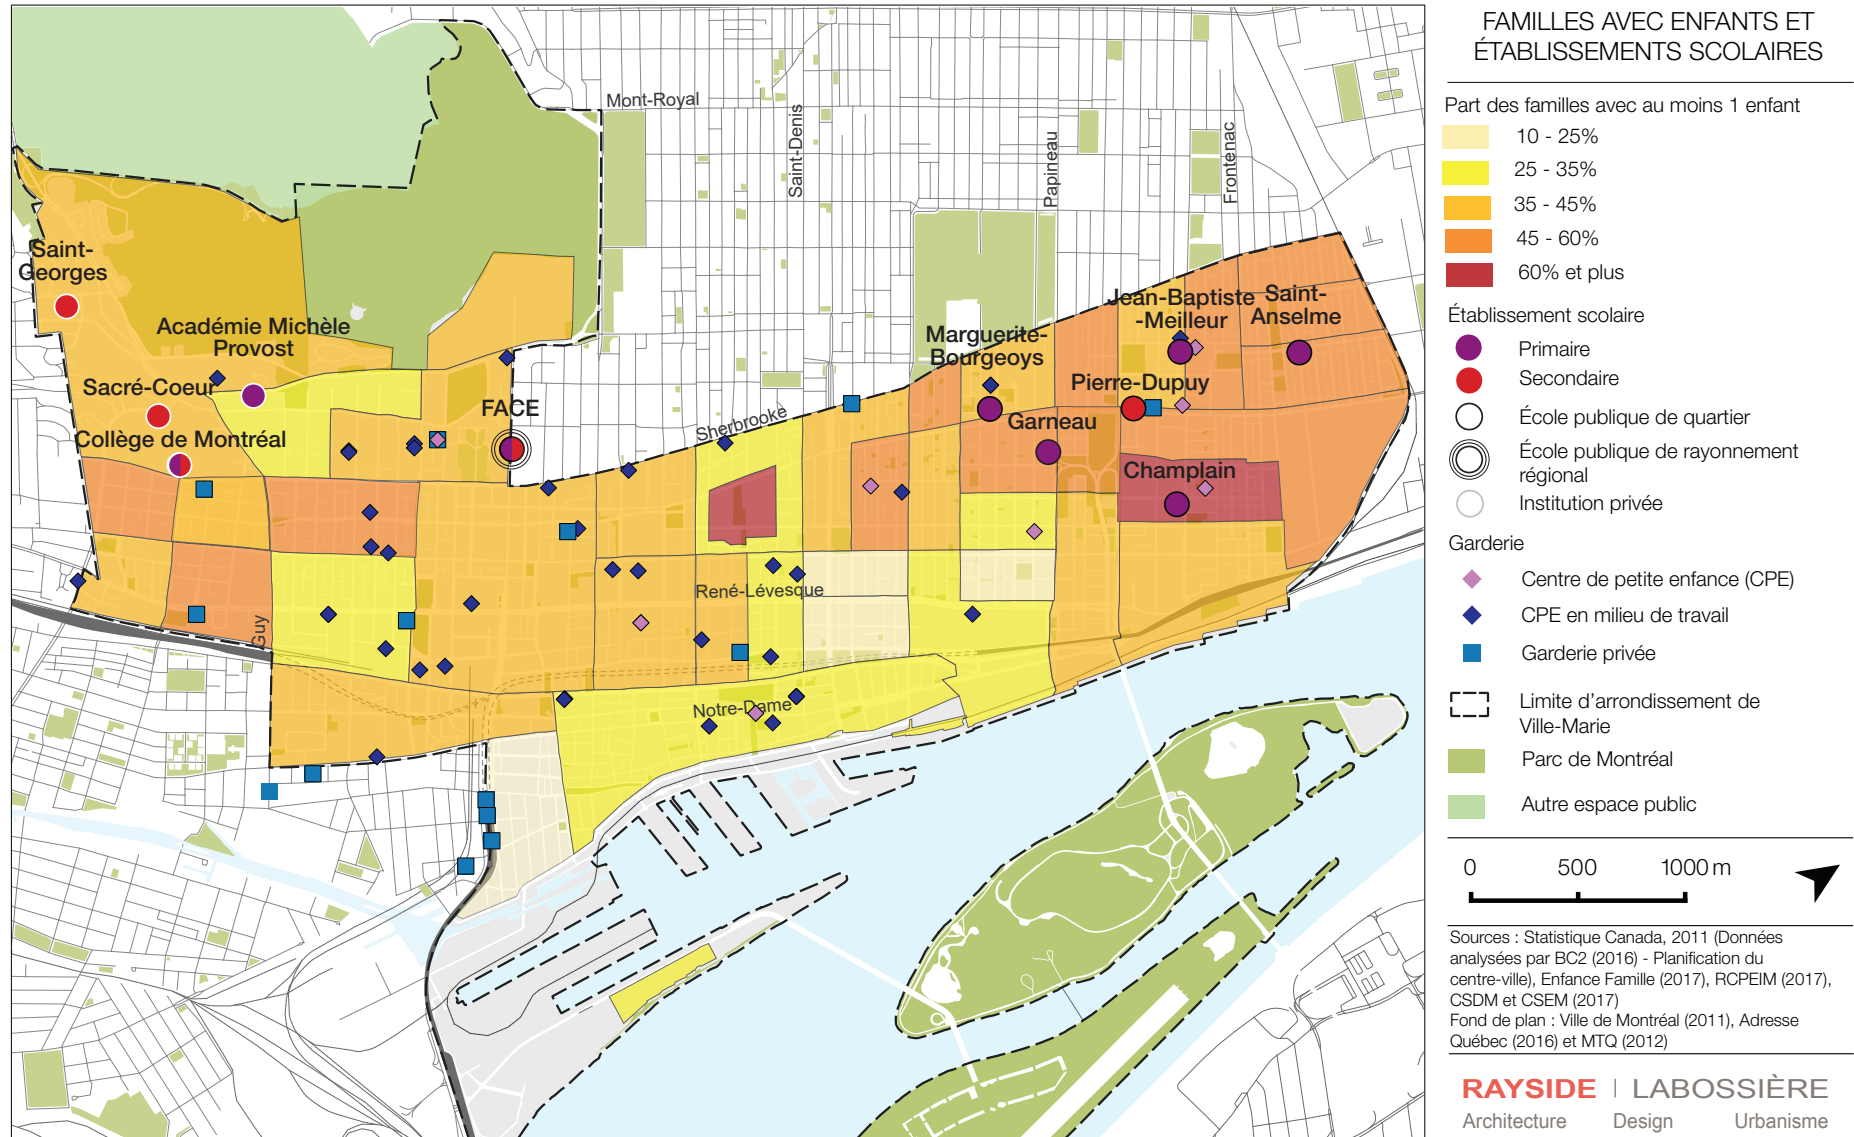 FAMILLES AVEC ENFANTS ET
ÉTABLISSEMENTS SCOLAIRES
Part des familles avec au moins 1 enfant
10 - 25%
25 - 35%
35 - 45%
45 - 60%
60% et plus
Établissement scolaire
Primaire
Secondaire
École publique de quartier
École publique de rayonnement
régional
Institution privée
Garderie
Centre de petite enfance (CPE)
CPE en milieu de travail
Garderie privée
Limite d'arrondissement de
Ville-Marie
Parc de Montréal
Autre espace public
0 500 1000 m
Sources : Statistique Canada, 2011 (Données
analysées par BC2 (2016) - Planification du
centre-ville), Enfance Famille (2017), RCPEIM (2017),
CSDM et CSEM (2017)
Fond de plan : Ville de Montréal (2011), Adresse
Québec (2016) et MTQ (2012)
RAYSIDE | LABOSSIÈRE
Architecture Design Urbanisme
Mont-Royal
Saint-Denis
Papineau
Frontenac
Saint-
Georges
Académie Michèle
Provost
Sacré-Coeur
Collège de Montréal
FACE
Sherbrooke
Marguerite-
Bourgeoys
Jean-Baptiste
-Meilleur
Saint-
Anselme
Pierre-Dupuy
Garneau
Champlain
René-Lévesque
Guy
Notre-Dame